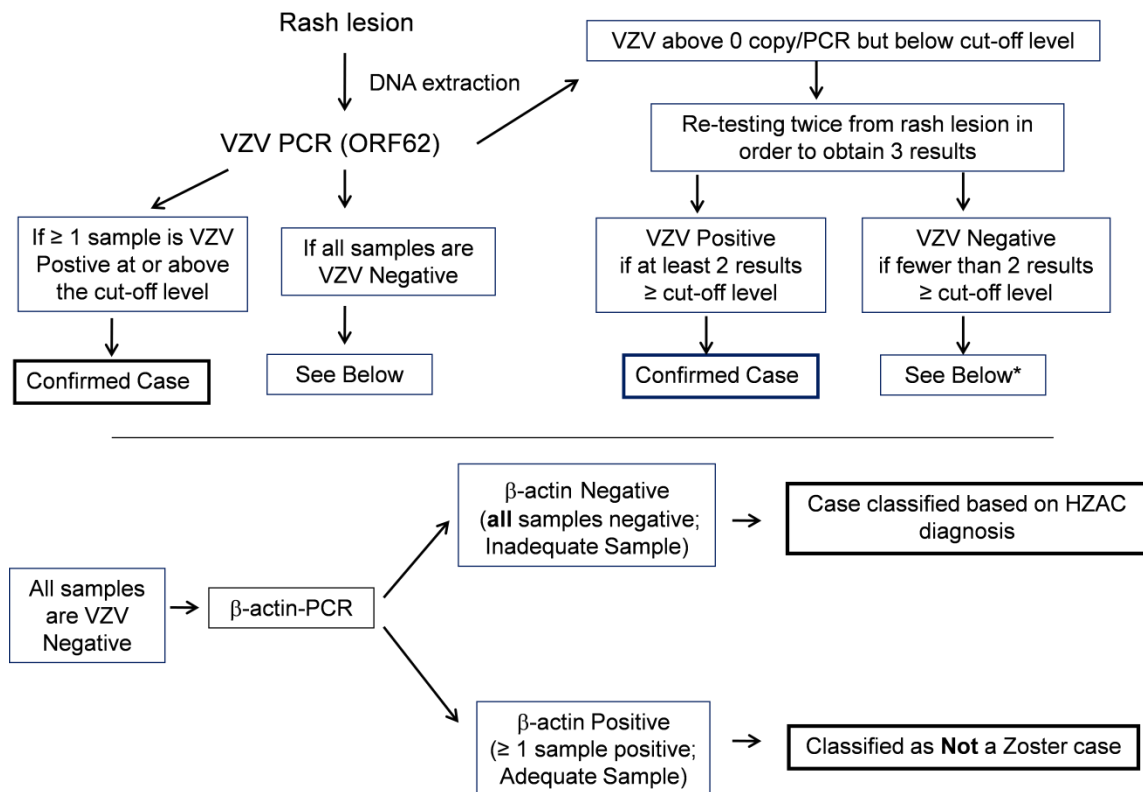 Rash lesion
DNA extraction
VZV PCR (ORF62)
If ≥ 1 sample is VZV
Postive at or above
the cut-off level
Confirmed Case
If all samples are
VZV Negative
See Below
VZV above 0 copy/PCR but below cut-off level
Re-testing twice from rash lesion in
order to obtain 3 results
VZV Positive
if at least 2 results
≥ cut-off level
Confirmed Case
VZV Negative
if fewer than 2 results
≥ cut-off level
See Below*
All samples
are VZV
Negative
β-actin-PCR
β-actin Negative
(all samples negative;
Inadequate Sample)
Case classified based on HZAC
diagnosis
β-actin Positive
(≥ 1 sample positive;
Adequate Sample)
Classified as Not a Zoster case